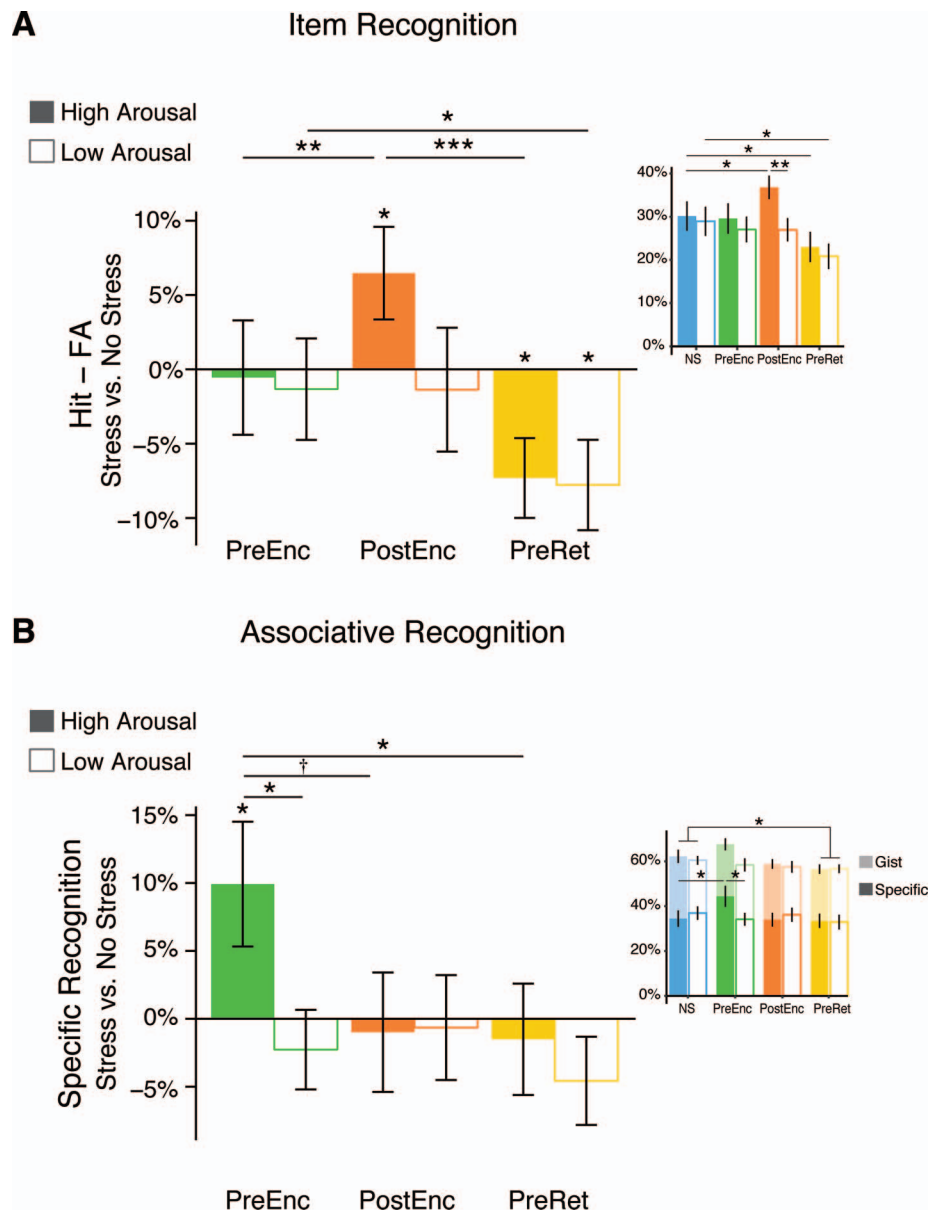 A
Item Recognition
High Arousal
Low Arousal
*
** ***
*
* *
10%
5%
0%
−5%
−10%
Hit – FA
Stress vs. No Stress
PreEnc PostEnc PreRet
*
*
* **
40%
30%
20%
10%
0%
NS PreEnc PostEnc PreRet
B
Associative Recognition
High Arousal
Low Arousal
*
†
*
*
15%
10%
5%
0%
−5%
Specific Recognition
Stress vs. No Stress
PreEnc PostEnc PreRet
*
* *
60%
40%
20%
0%
Gist
Specific
NS PreEnc PostEnc PreRet